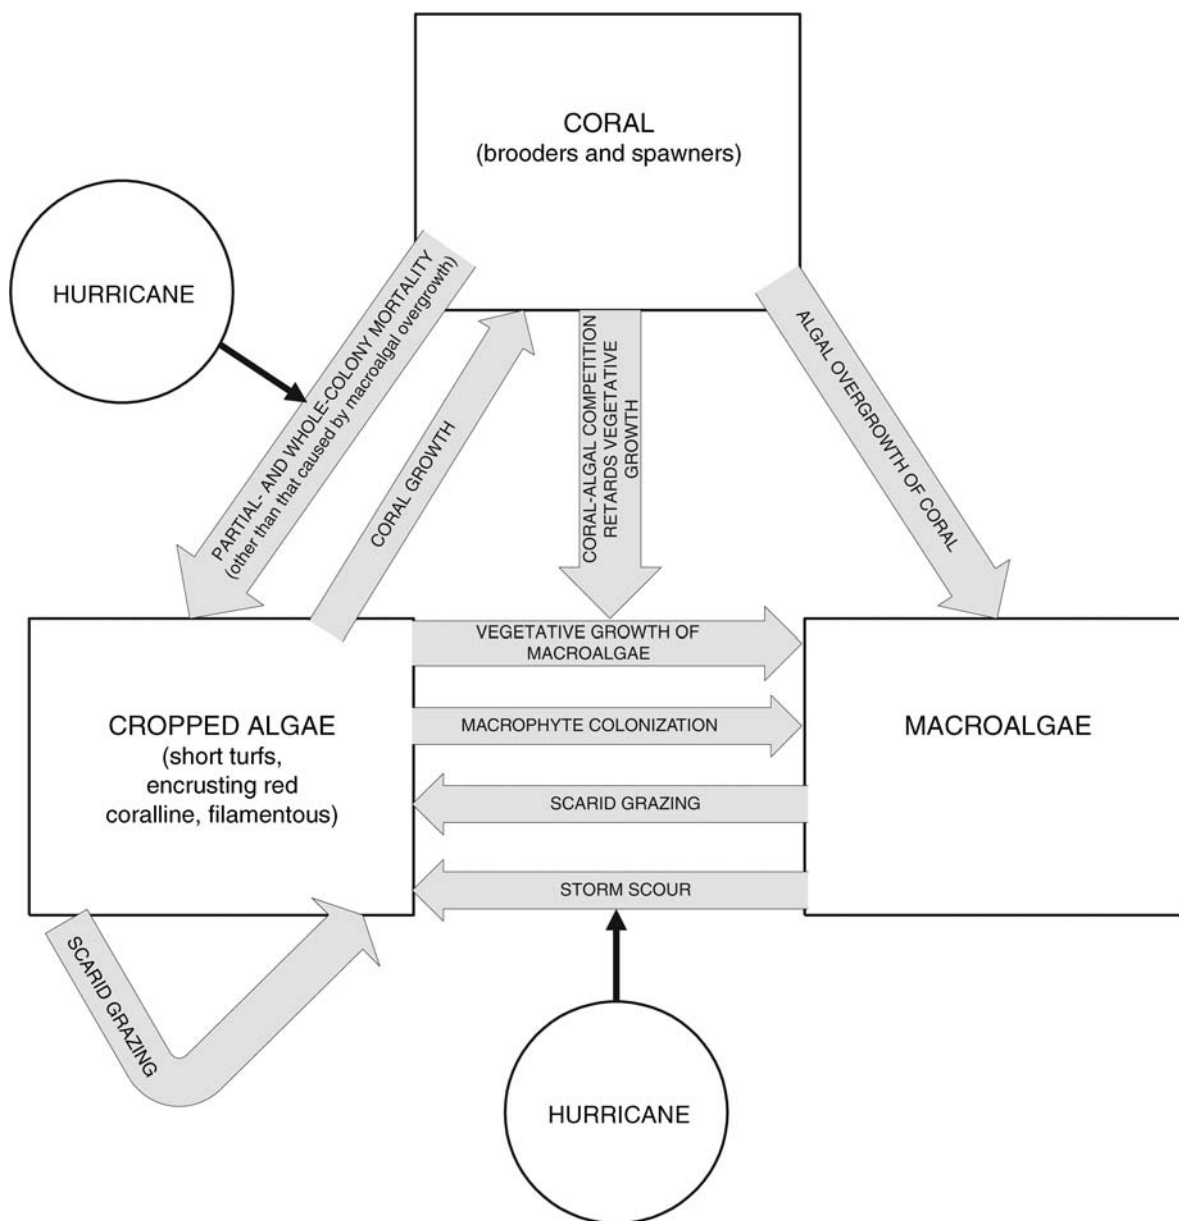 CORAL
(brooders and spawners)
HURRICANE
PARTIAL- AND WHOLE-COLONY MORTALITY
(other than that caused by macroalgal overgrowth)
CORAL GROWTH
CORAL-ALGAL COMPETITION
RETARDS VEGETATIVE
GROWTH
ALGAL OVERGROWTH OF CORAL
CROPPED ALGAE
(short turfs,
encrusting red
coralline, filamentous)
VEGETATIVE GROWTH OF
MACROALGAE
MACROPHYTE COLONIZATION
SCARID GRAZING
STORM SCOUR
MACROALGAE
SCARID GRAZING
HURRICANE